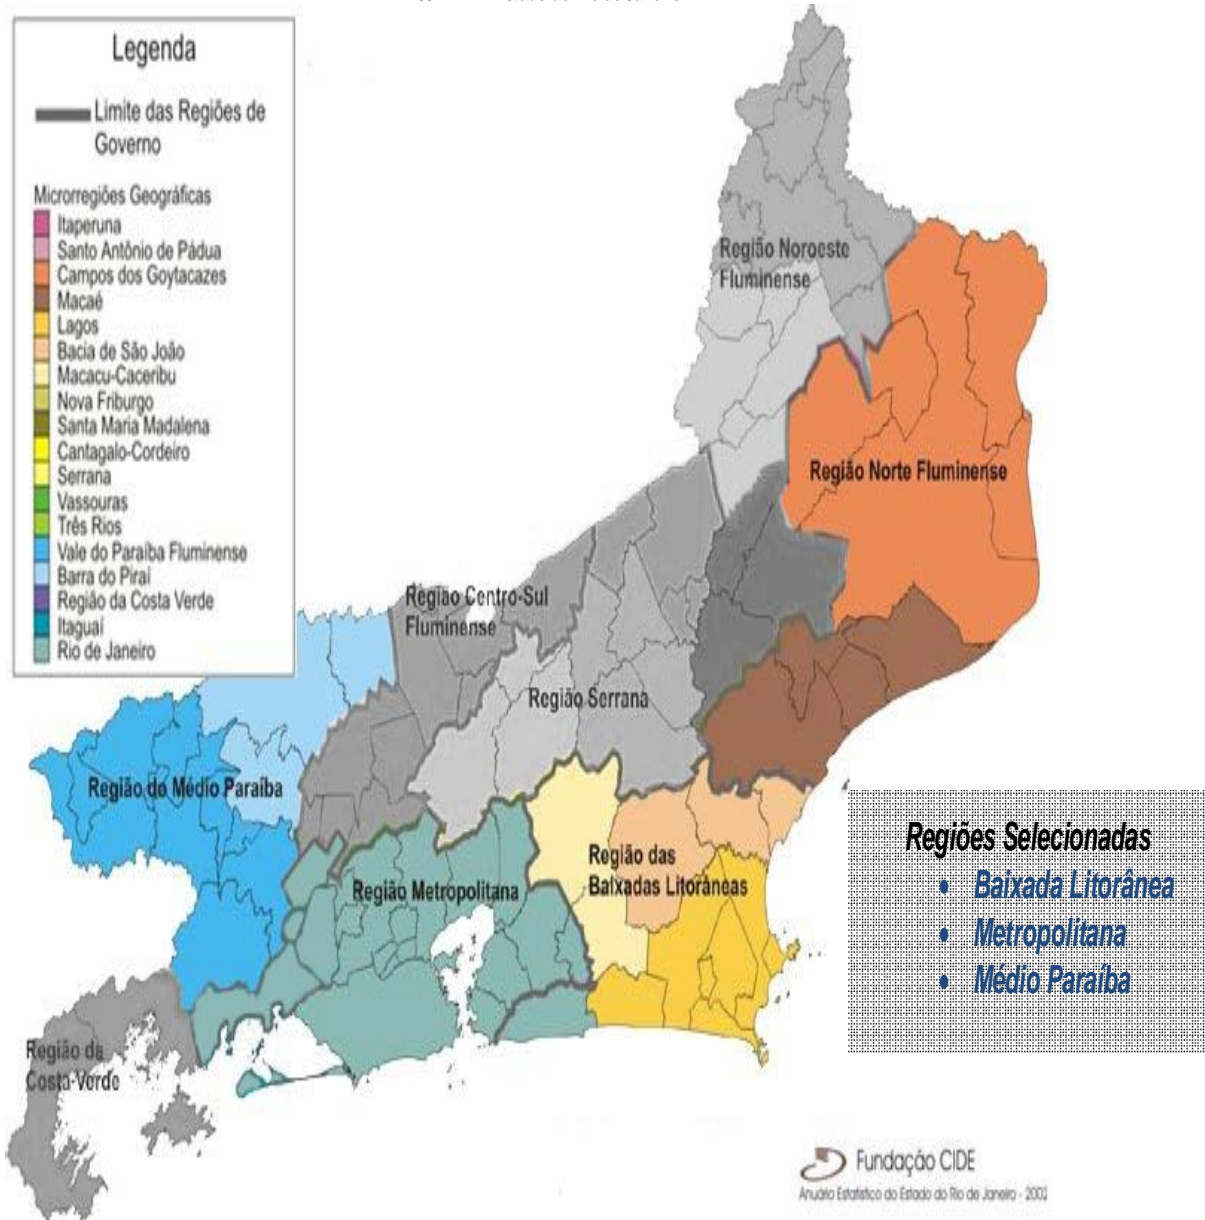 Legenda
Limite das Regiões de
Governo
Microrregiões Geográficas
Itaperuna
Santo Antônio de Pádua
Campos dos Goytacazes
Macaé
Lagos
Bacia de São João
Macacu-Caceribu
Nova Friburgo
Santa Maria Madalena
Cantagalo-Cordeiro
Serrana
Vassouras
Três Rios
Vale do Paraíba Fluminense
Barra do Piraí
Região da Costa Verde
Itaguaí
Rio de Janeiro
Região Noroeste
Fluminense
Região Norte Fluminense
Região Centro-Sul
Fluminense
Região Serrana
Região do Médio Paraíba
Região das
Baixadas Litorâneas
Região Metropolitana
Região da
Costa-Verde
Regiões Selecionadas
• Baixada Litorânea
• Metropolitana
• Médio Paraíba
Fundação CIDE
Anuário Estatístico do Estado do Rio de Janeiro - 2002